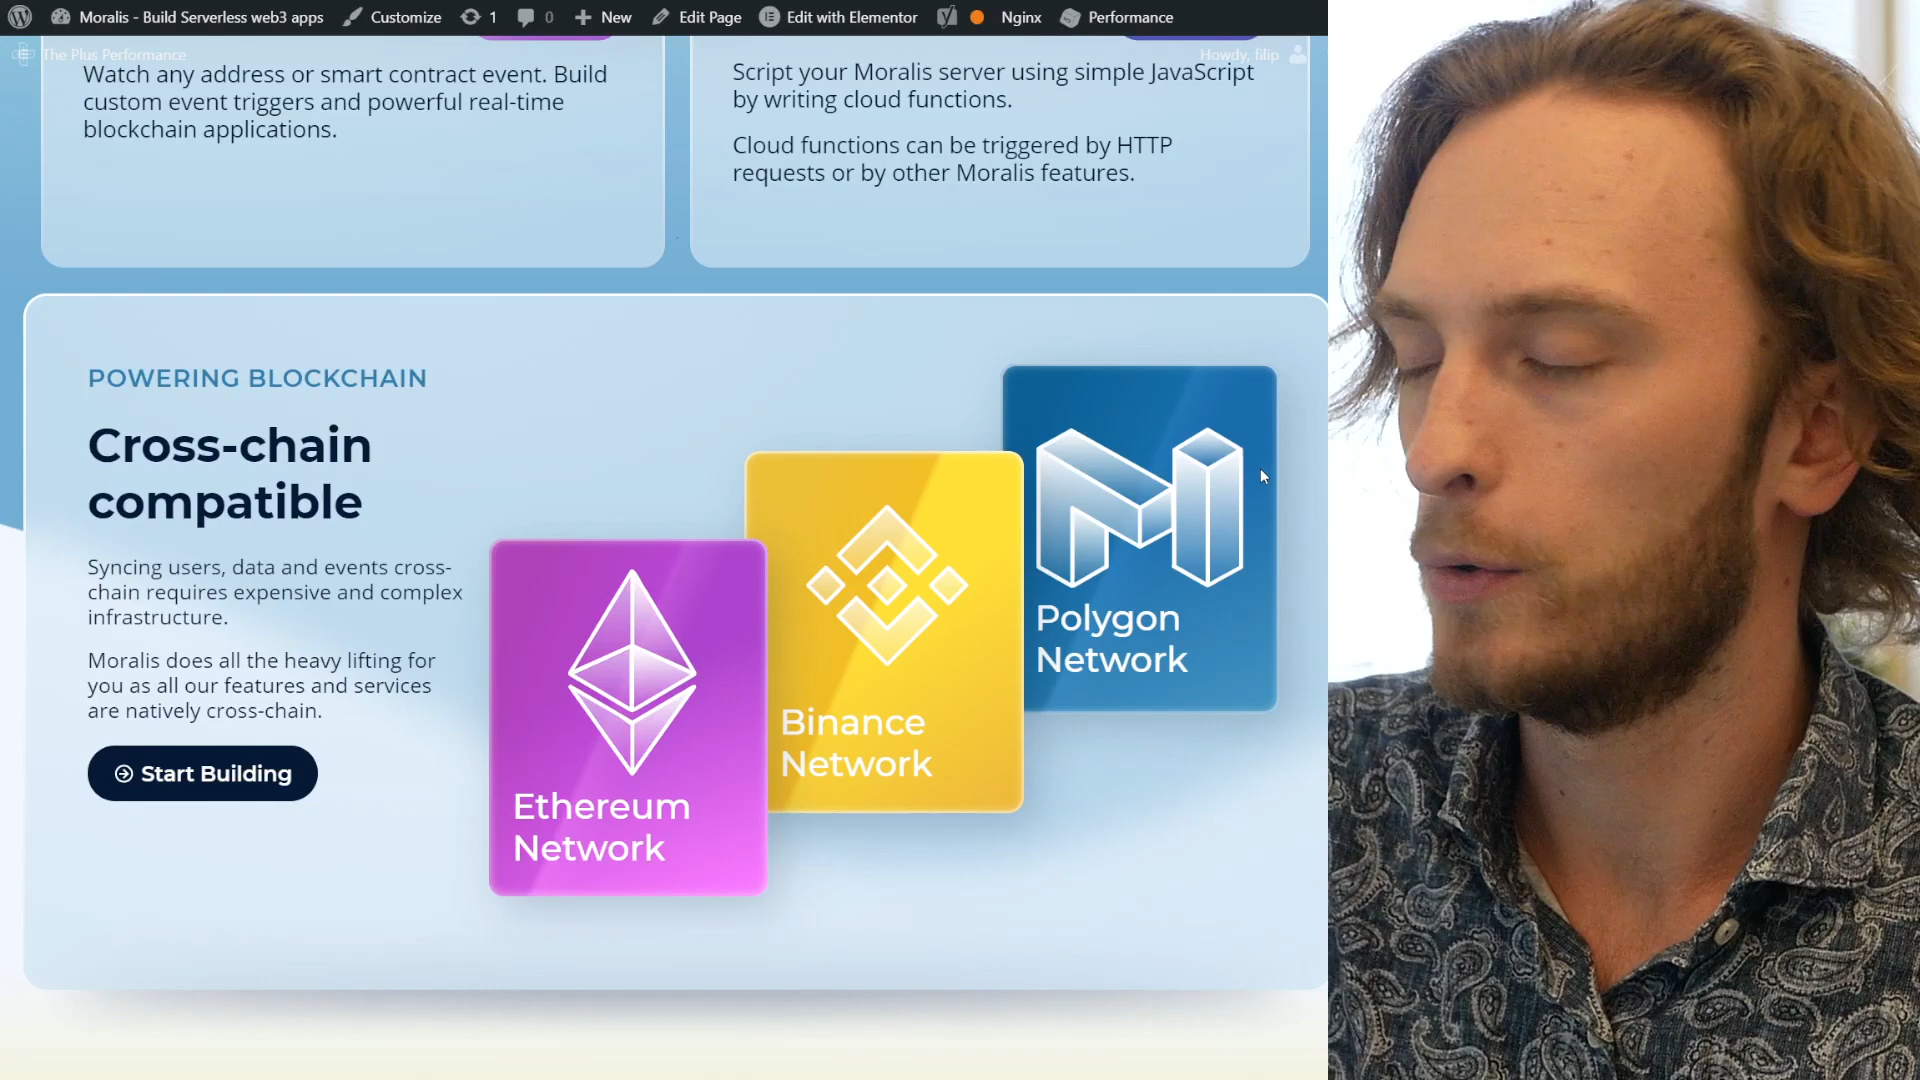 Moralis - Build Serverless web3 apps Customize 1 0 New Edit Page Edit with Elementor Nginx Performance
The Plus Performance Howdy, filip
Watch any address or smart contract event. Build
custom event triggers and powerful real-time
blockchain applications.
Script your Moralis server using simple JavaScript
by writing cloud functions.
Cloud functions can be triggered by HTTP
requests or by other Moralis features.
POWERING BLOCKCHAIN
Cross-chain
compatible
Syncing users, data and events cross-
chain requires expensive and complex
infrastructure.
Moralis does all the heavy lifting for
you as all our features and services
are natively cross-chain.
Start Building
Ethereum
Network
Binance
Network
Polygon
Network